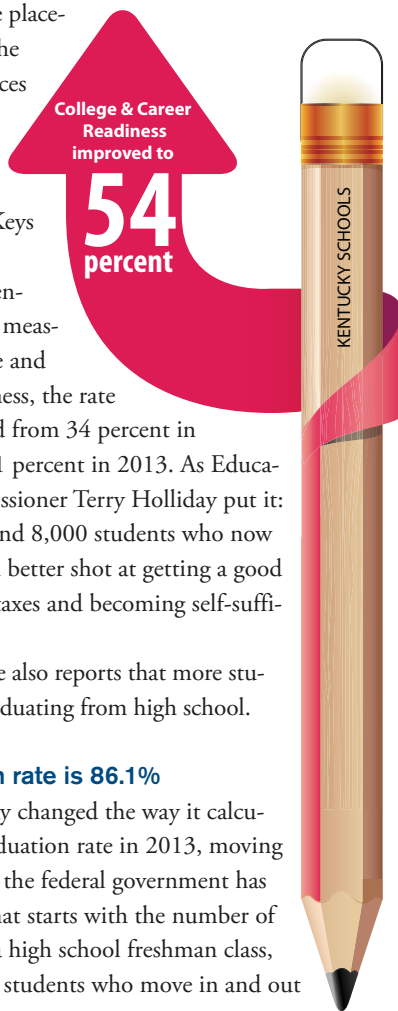 e place-
he
ces
College & Career
Readiness
improved to
54
percent
Keys
en-
meas-
e and
ness, the rate
d from 34 percent in
1 percent in 2013. As Educa-
ssioner Terry Holliday put it:
nd 8,000 students who now
better shot at getting a good
taxes and becoming self-suffi-
e also reports that more stu-
duating from high school.
n rate is 86.1%
y changed the way it calcu-
duation rate in 2013, moving
the federal government has
hat starts with the number of
high school freshman class,
students who move in and out
KENTUCKY SCHOOLS